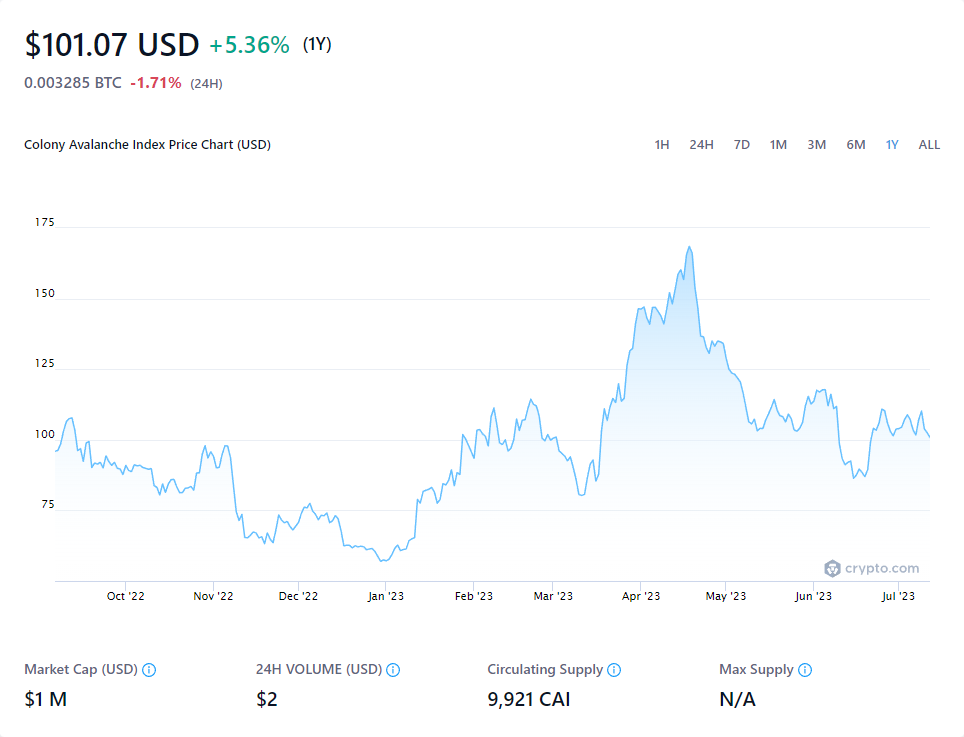 $101.07 USD +5.36% (1Y)
0.003285 BTC -1.71% (24H)
Colony Avalanche Index Price Chart (USD) 1H 24H 7D 1M 3M 6M 1Y ALL
175
150
125
100
75
crypto.com
Oct '22 Nov '22 Dec '22 Jan '23 Feb '23 Mar '23 Apr '23 May '23 Jun '23 Jul '23
Market Cap (USD) 24H VOLUME (USD) Circulating Supply Max Supply
$1 M $2 9,921 CAI N/A